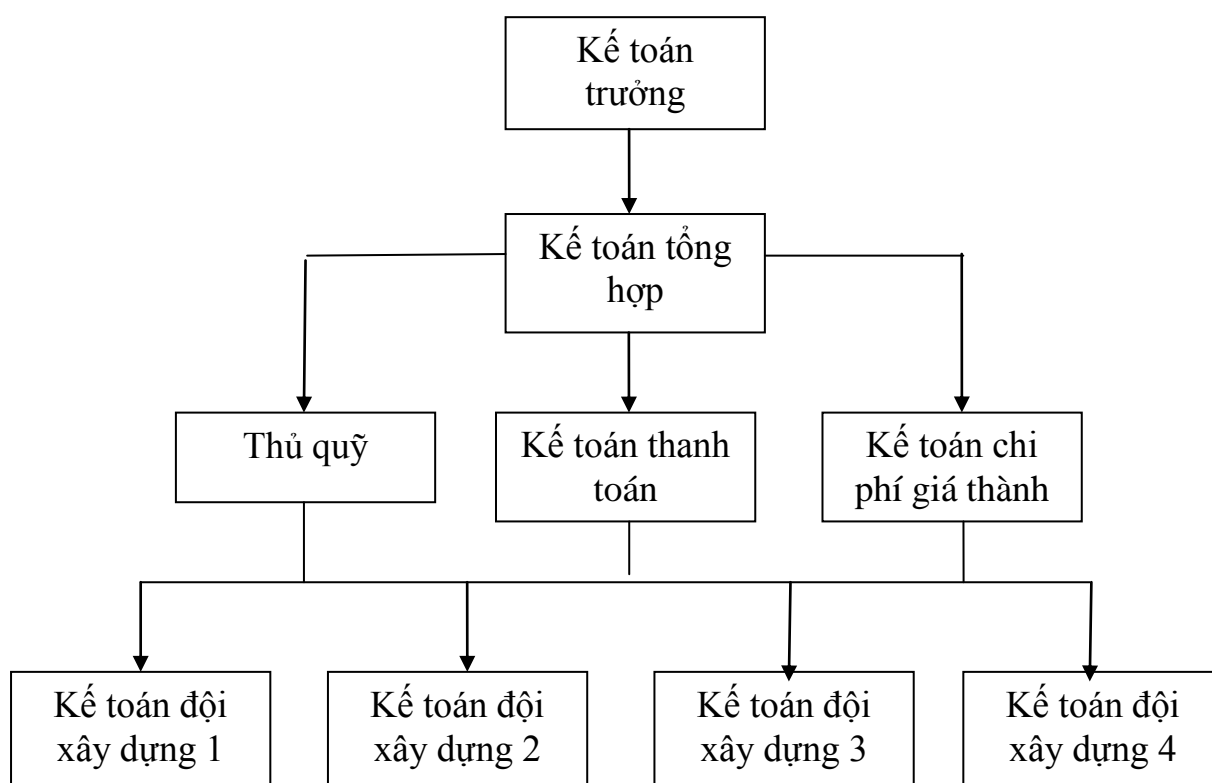 Kế toán
trưởng
Kế toán tổng
hợp
Thủ quỹ
Kế toán thanh
toán
Kế toán chi
phí giá thành
Kế toán đội
xây dựng 1
Kế toán đội
xây dựng 2
Kế toán đội
xây dựng 3
Kế toán đội
xây dựng 4